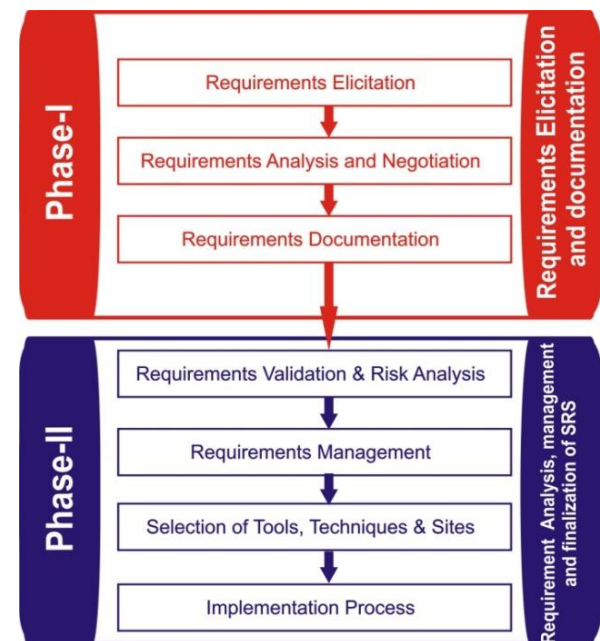 Phase-I
Requirements Elicitation
Requirements Analysis and Negotiation
Requirements Documentation
Requirements Elicitation
and documentation
Phase-II
Requirements Validation & Risk Analysis
Requirements Management
Selection of Tools, Techniques & Sites
Implementation Process
Requirement Analysis, management
and finalization of SRS